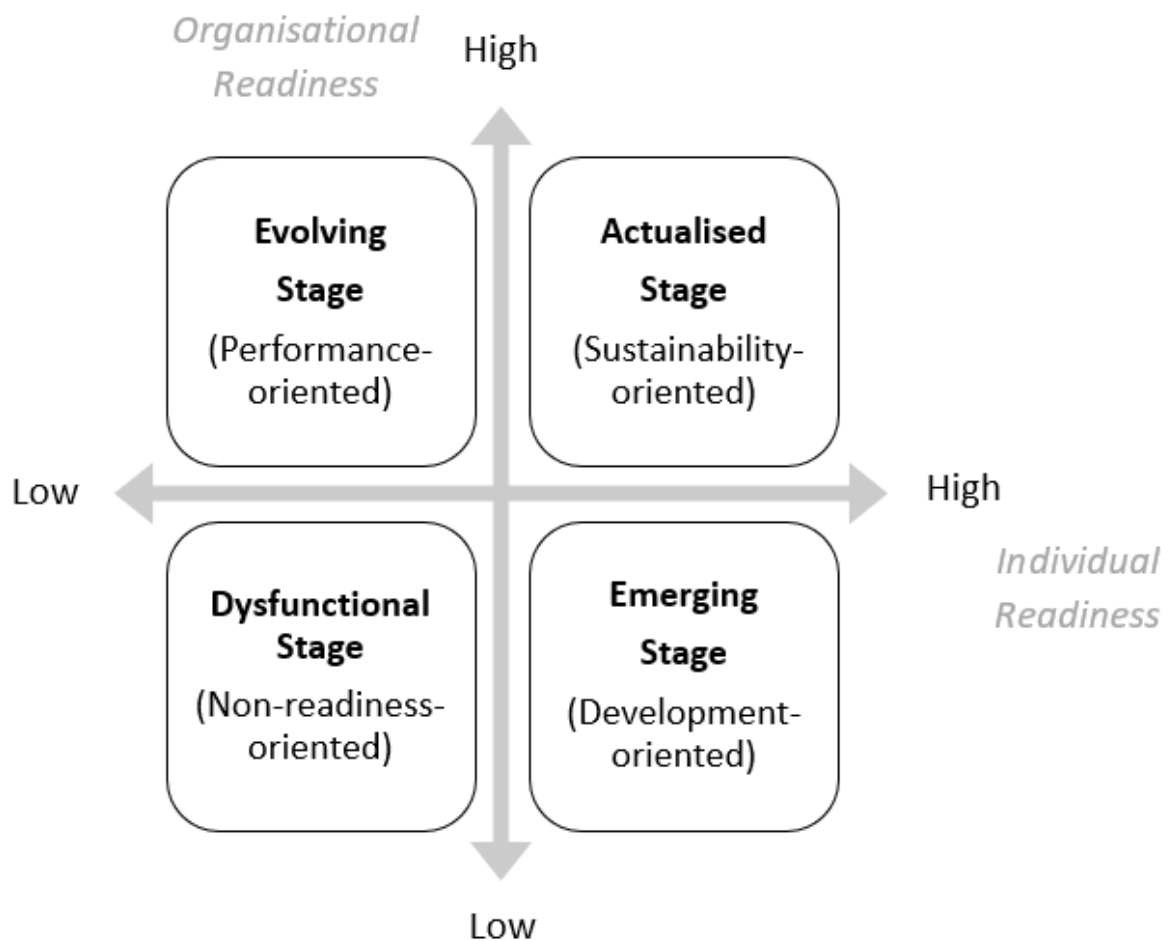 Organisational
Readiness
High
Evolving
Stage
(Performance-
oriented)
Actualised
Stage
(Sustainability-
oriented)
Low
High
Individual
Readiness
Dysfunctional
Stage
(Non-readiness-
oriented)
Emerging
Stage
(Development-
oriented)
Low